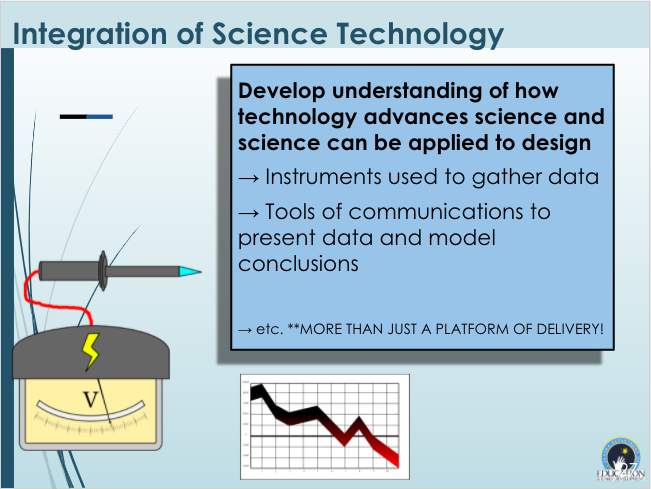 Integration of Science Technology
Develop understanding of how
technology advances science and
science can be applied to design
→ Instruments used to gather data
→ Tools of communications to
present data and model
conclusions
→ etc. **MORE THAN JUST A PLATFORM OF DELIVERY!
V
27
EDUCATION